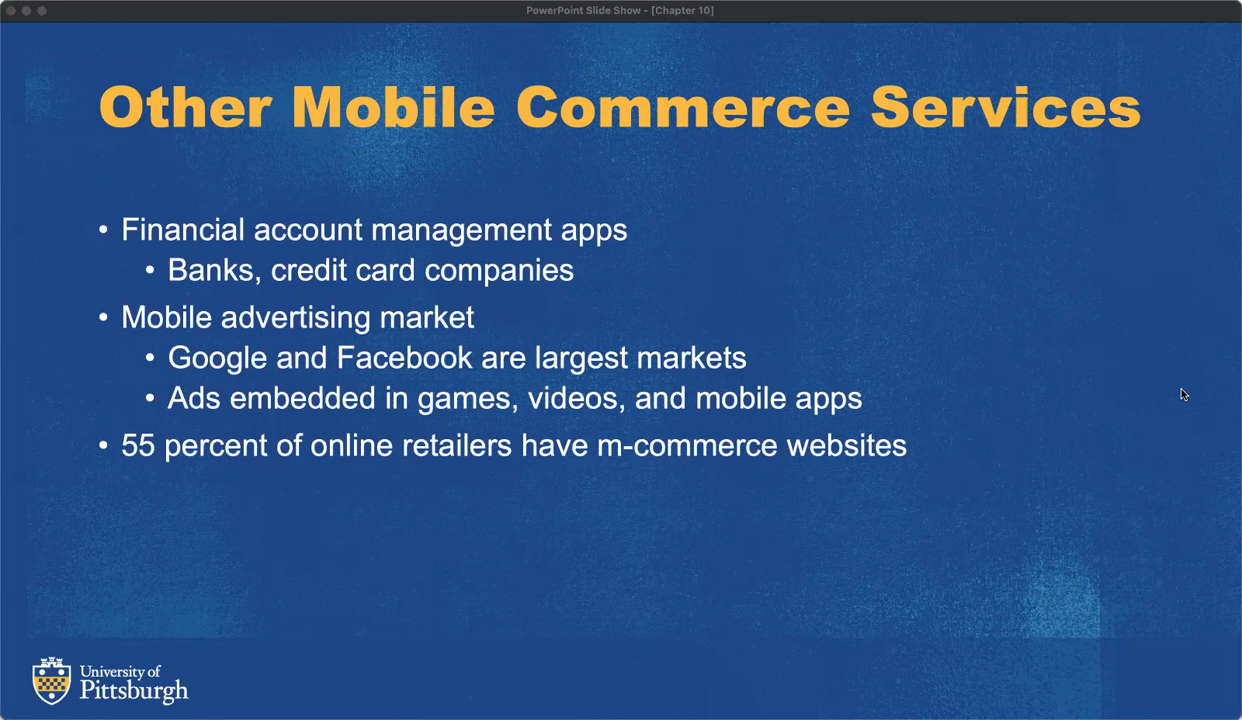 PowerPoint Slide Show - [Chapter 10]
Other Mobile Commerce Services
• Financial account management apps
• Banks, credit card companies
• Mobile advertising market
• Google and Facebook are largest markets
• Ads embedded in games, videos, and mobile apps
• 55 percent of online retailers have m-commerce websites
University of
Pittsburgh